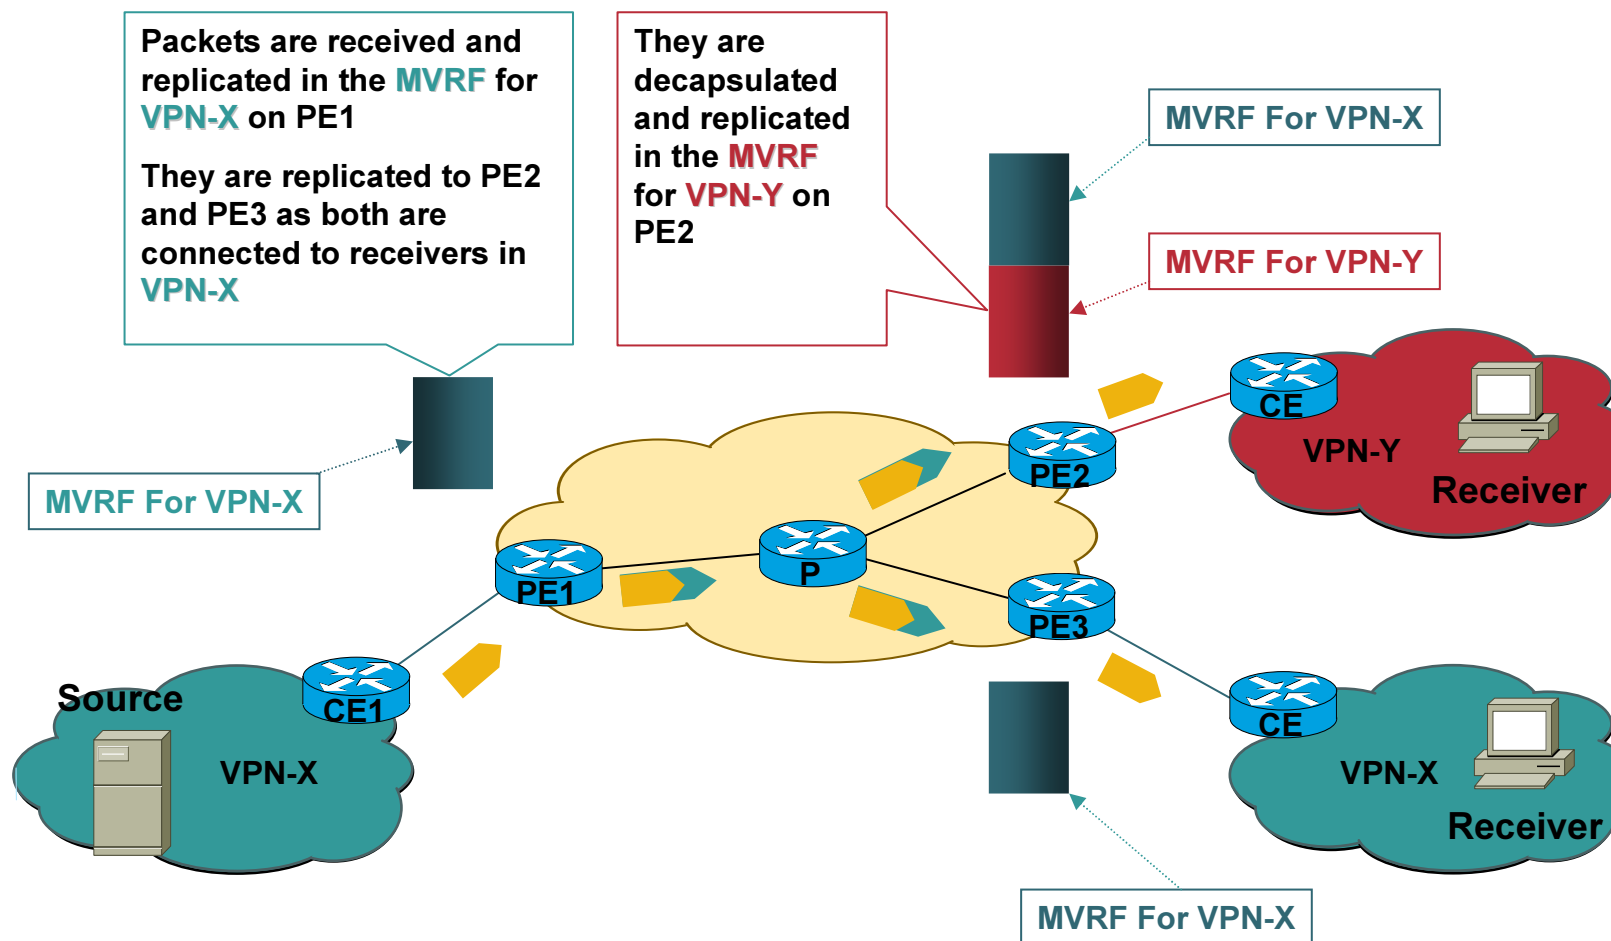 Packets are received and
replicated in the MVRF for
VPN-X on PE1
They are replicated to PE2
and PE3 as both are
connected to receivers in
VPN-X
They are
decapsulated
and replicated
in the MVRF
for VPN-Y on
PE2
MVRF For VPN-X
MVRF For VPN-Y
MVRF For VPN-X
CE
VPN-Y
Receiver
PE2
P
PE1
PE3
Source
CE1
VPN-X
CE
VPN-X
Receiver
MVRF For VPN-X